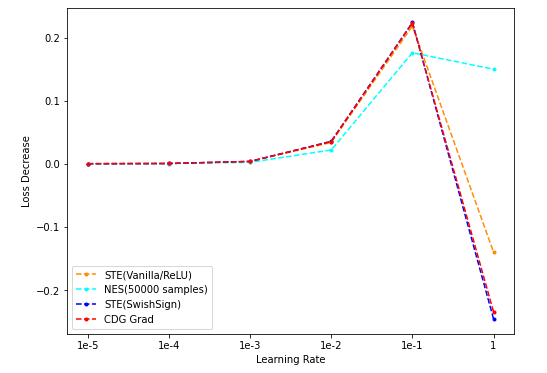 0.2
0.1
0.0
−0.1
−0.2
Loss Decrease
STE(Vanilla/ReLU)
NES(50000 samples)
STE(SwishSign)
CDG Grad
1e-5 1e-4 1e-3 1e-2 1e-1 1
Learning Rate